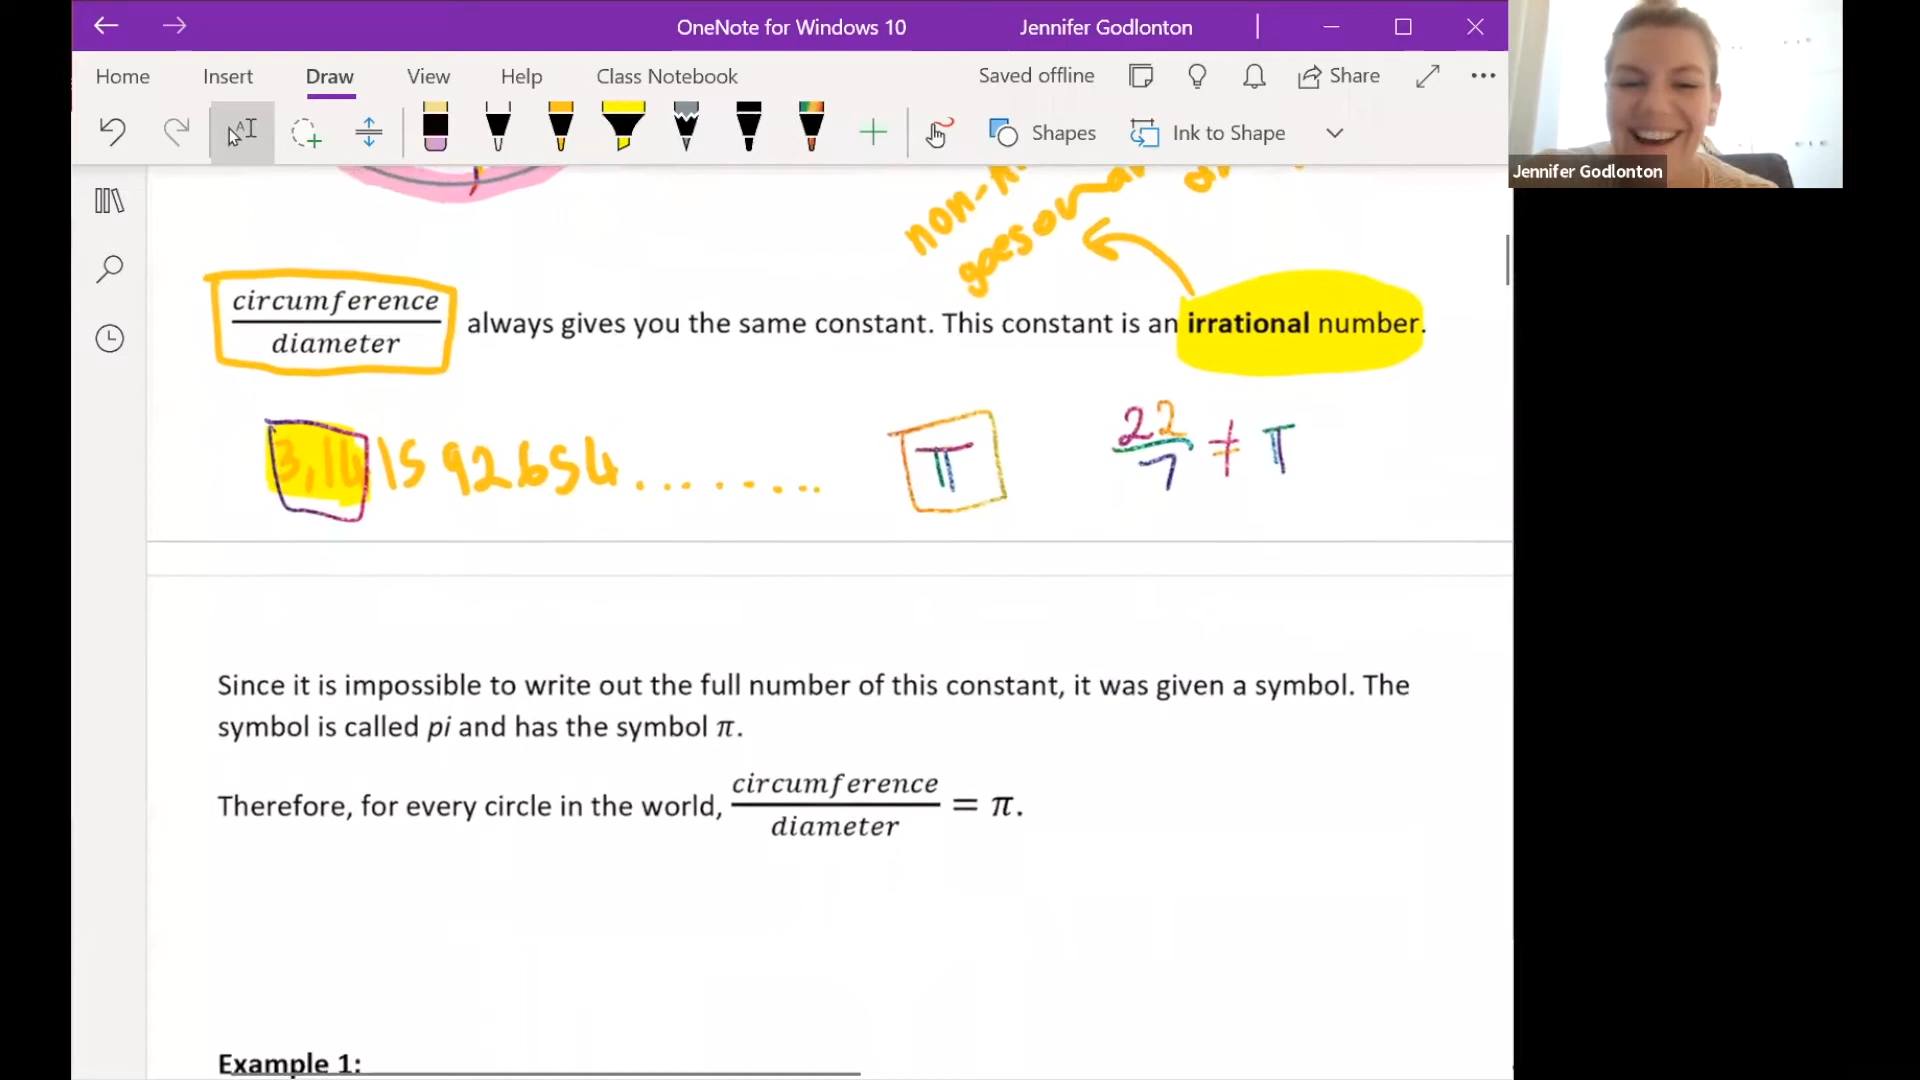 OneNote for Windows 10
Jennifer Godlonton
Home Insert Draw View Help Class Notebook
Saved offline
Share
Shapes
Ink to Shape
Jennifer Godlonton
non-
goes on
circumference
diameter
always gives you the same constant. This constant is an irrational number.
3,141592654........
π
22
7
≠ π
Since it is impossible to write out the full number of this constant, it was given a symbol. The
symbol is called pi and has the symbol π.
Therefore, for every circle in the world,
circumference
diameter
= π.
Example 1: